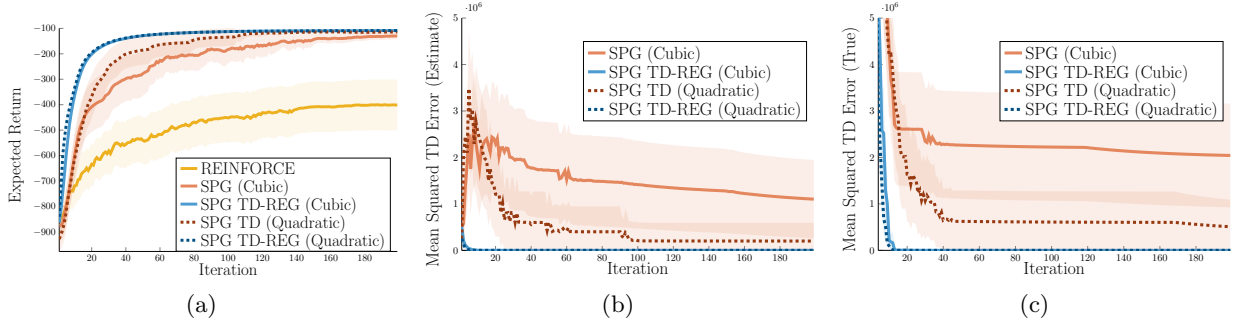 Expected Return
−100
−200
−300
−400
−500
−600
−700
−800
−900
REINFORCE
SPG (Cubic)
SPG TD-REG (Cubic)
SPG TD (Quadratic)
SPG TD-REG (Quadratic)
20 40 60 80 100 120 140 160 180
Iteration
(a)
Mean Squared TD Error (Estimate)
·10⁶
5
4
3
2
1
0
SPG (Cubic)
SPG TD-REG (Cubic)
SPG TD (Quadratic)
SPG TD-REG (Quadratic)
20 40 60 80 100 120 140 160 180
Iteration
(b)
Mean Squared TD Error (True)
·10⁶
5
4
3
2
1
0
SPG (Cubic)
SPG TD-REG (Cubic)
SPG TD (Quadratic)
SPG TD-REG (Quadratic)
20 40 60 80 100 120 140 160 180
Iteration
(c)